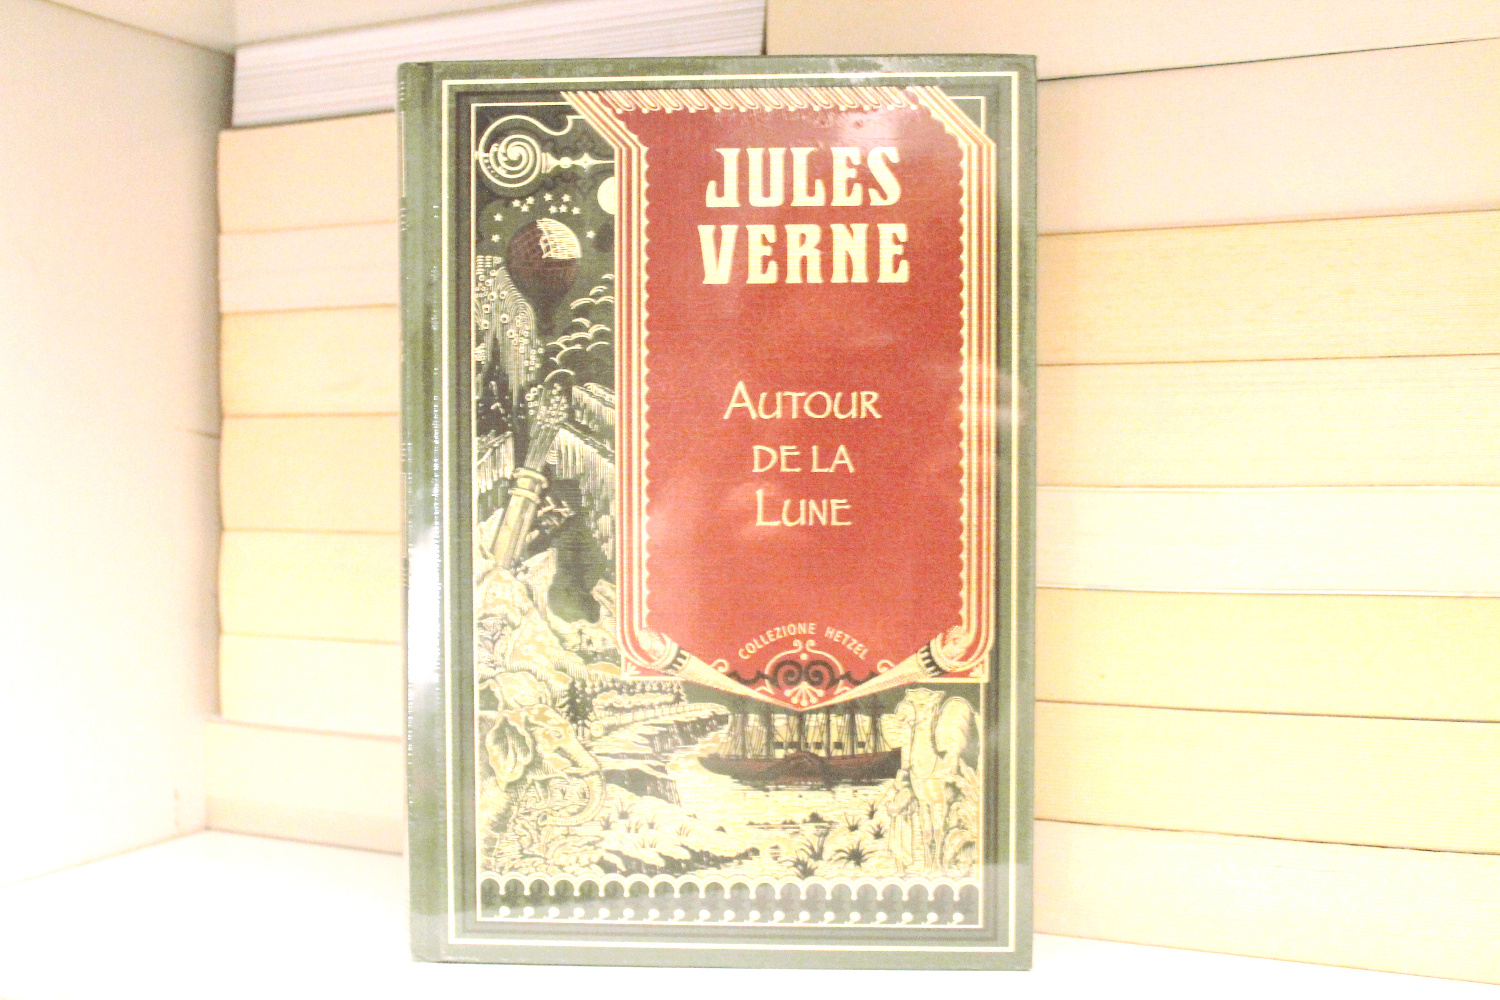 JULES
VERNE
AUTOUR
DE LA
LUNE
COLLEZIONE HETZEL